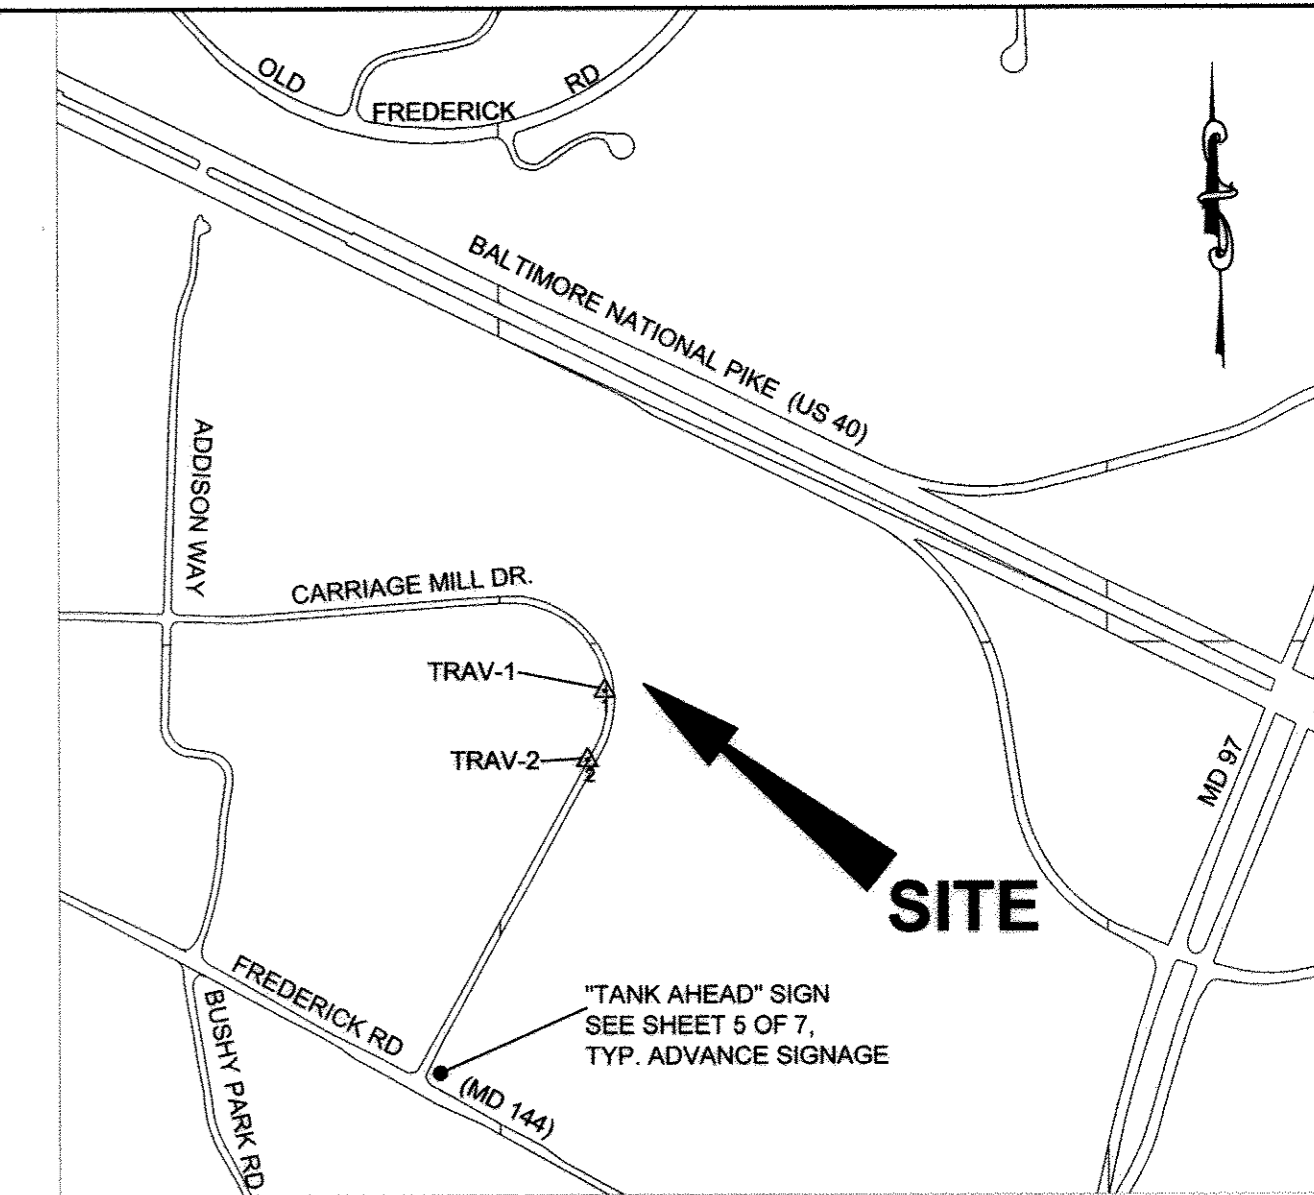 OLD FREDERICK RD
BALTIMORE NATIONAL PIKE (US 40)
ADDISON WAY
CARRIAGE MILL DR.
TRAV-1
1
TRAV-2
2
MD 97
SITE
FREDERICK RD
(MD 144)
BUSHY PARK RD
"TANK AHEAD" SIGN
SEE SHEET 5 OF 7,
TYP. ADVANCE SIGNAGE